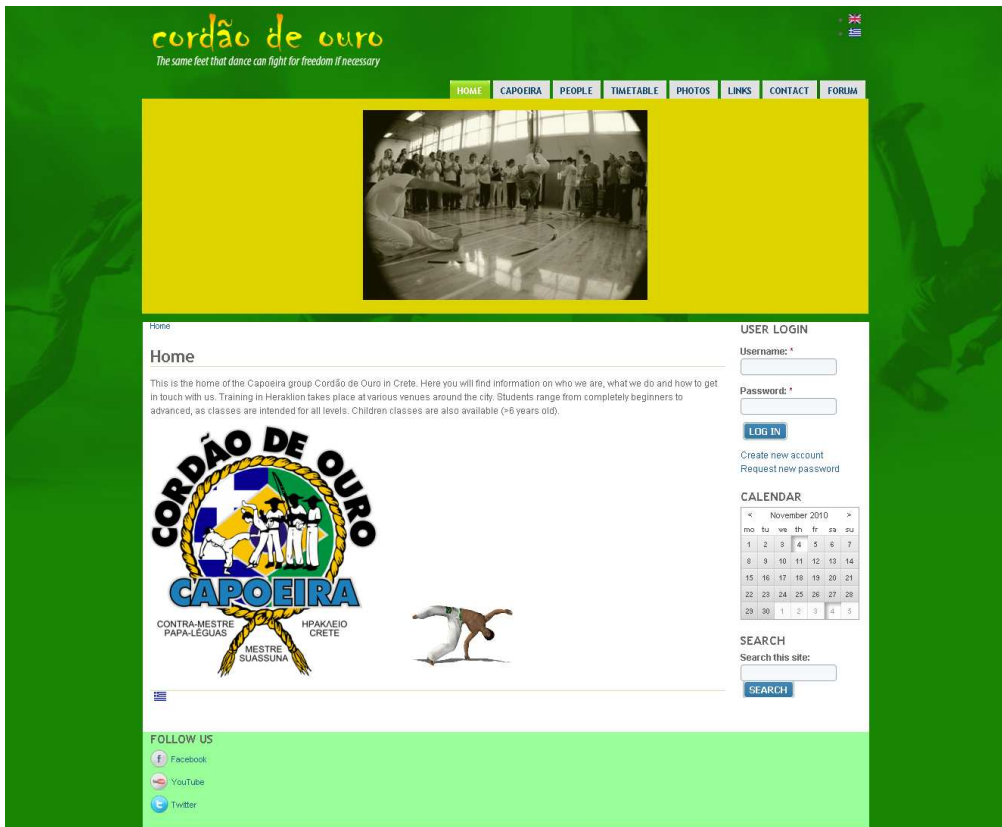 cordão de ouro
The same feet that dance can fight for freedom if necessary
HOME CAPOEIRA PEOPLE TIMETABLE PHOTOS LINKS CONTACT FORUM
Home
Home
This is the home of the Capoeira group Cordão de Ouro in Crete. Here you will find information on who we are, what we do and how to get
in touch with us. Training in Heraklion takes place at various venues around the city. Students range from completely beginners to
advanced, as classes are intended for all levels. Children classes are also available (>6 years old).
CORDÃO DE OURO
CAPOEIRA
CONTRA-MESTRE
PAPA-LÉGUAS
ΗΡΑΚΛΕΙΟ
CRETE
MESTRE
SUASSUNA
USER LOGIN
Username: *
Password: *
LOG IN
Create new account
Request new password
CALENDAR
< November 2010 >
mo tu we th fr sa su
1 2 3 4 5 6 7
8 9 10 11 12 13 14
15 16 17 18 19 20 21
22 23 24 25 26 27 28
29 30 1 2 3 4 5
SEARCH
Search this site:
SEARCH
FOLLOW US
Facebook
YouTube
Twitter